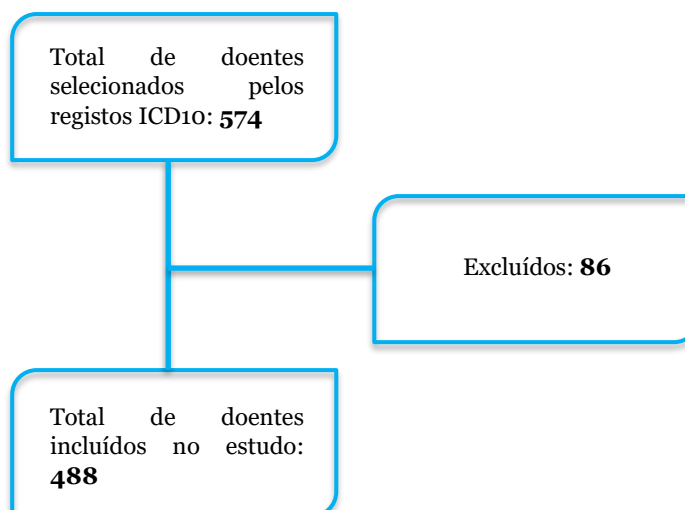 Total de doentes
selecionados pelos
registos ICD10: 574
Excluídos: 86
Total de doentes
incluídos no estudo:
488